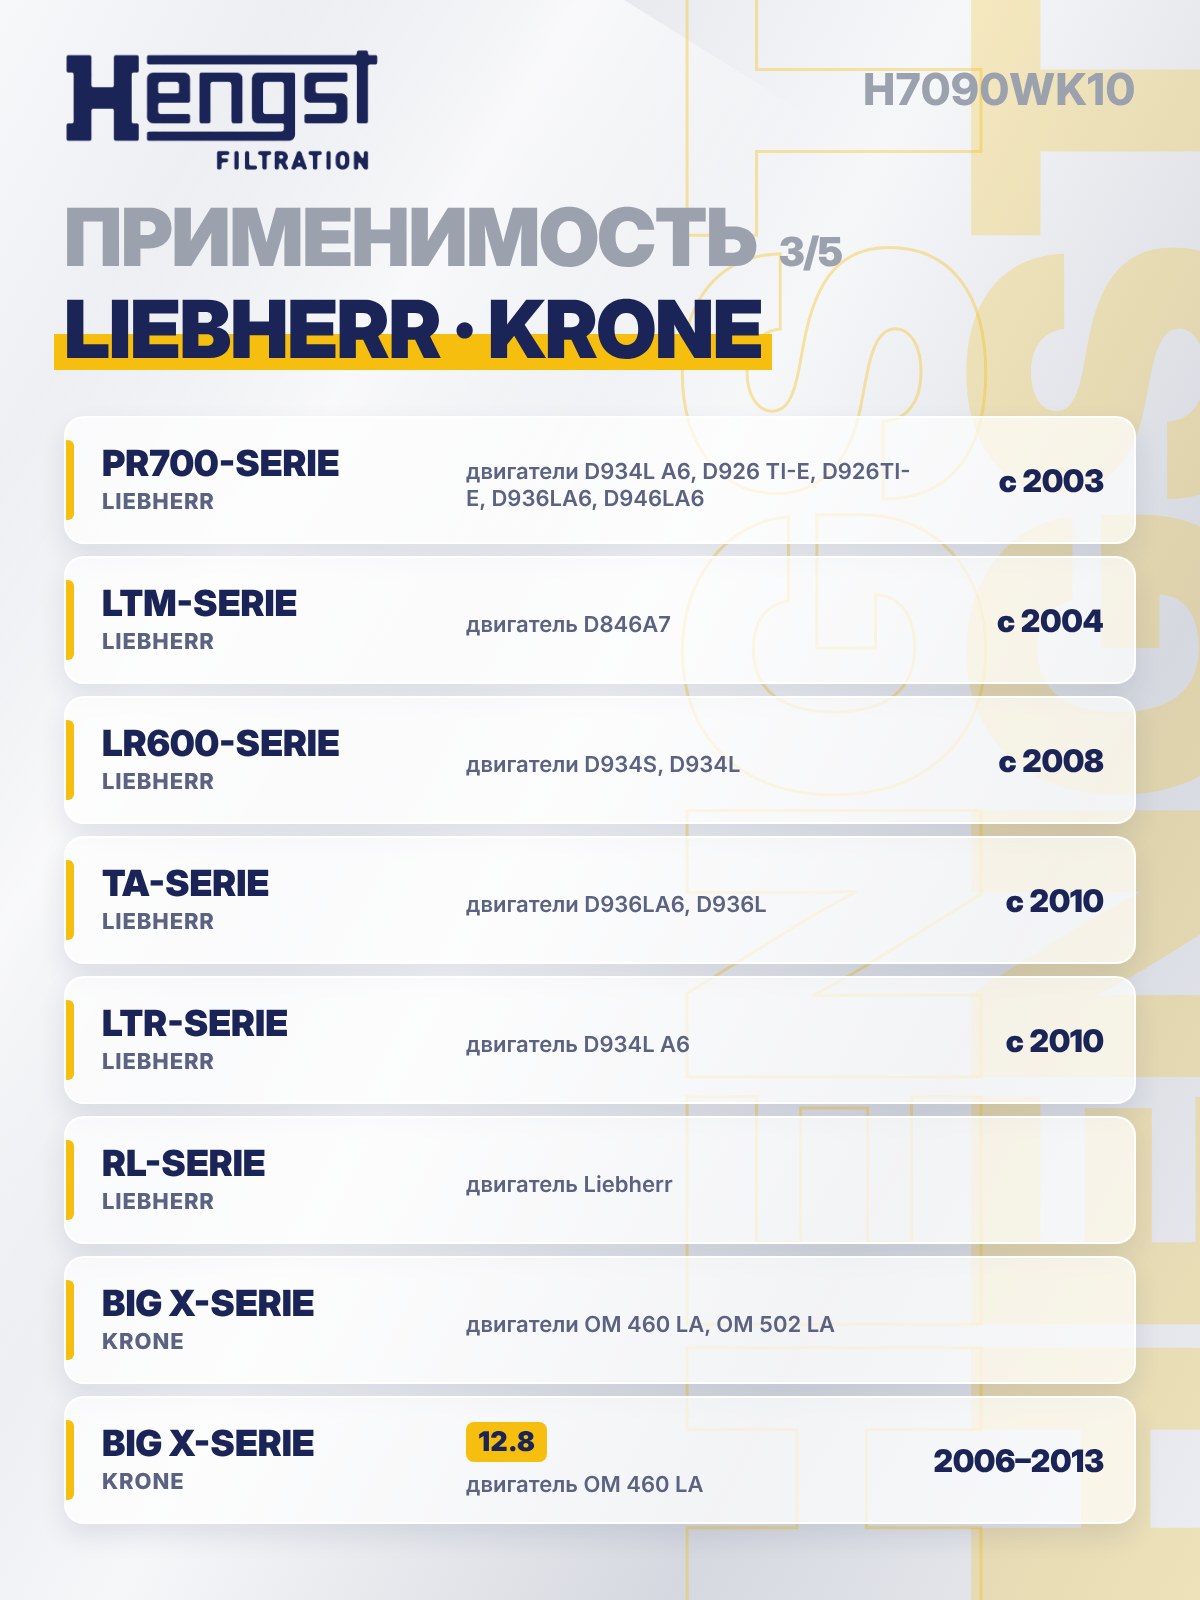 Hengst
FILTRATION
H7090WK10
ПРИМЕНИМОСТЬ 3/5
LIEBHERR · KRONE
PR700-SERIE
LIEBHERR
двигатели D934L A6, D926 TI-E, D926TI-
E, D936LA6, D946LA6
с 2003
LTM-SERIE
LIEBHERR
двигатель D846A7
с 2004
LR600-SERIE
LIEBHERR
двигатели D934S, D934L
с 2008
TA-SERIE
LIEBHERR
двигатели D936LA6, D936L
с 2010
LTR-SERIE
LIEBHERR
двигатель D934L A6
с 2010
RL-SERIE
LIEBHERR
двигатель Liebherr
BIG X-SERIE
KRONE
двигатели OM 460 LA, OM 502 LA
BIG X-SERIE
KRONE
12.8
двигатель OM 460 LA
2006–2013
HENGST
HENGST